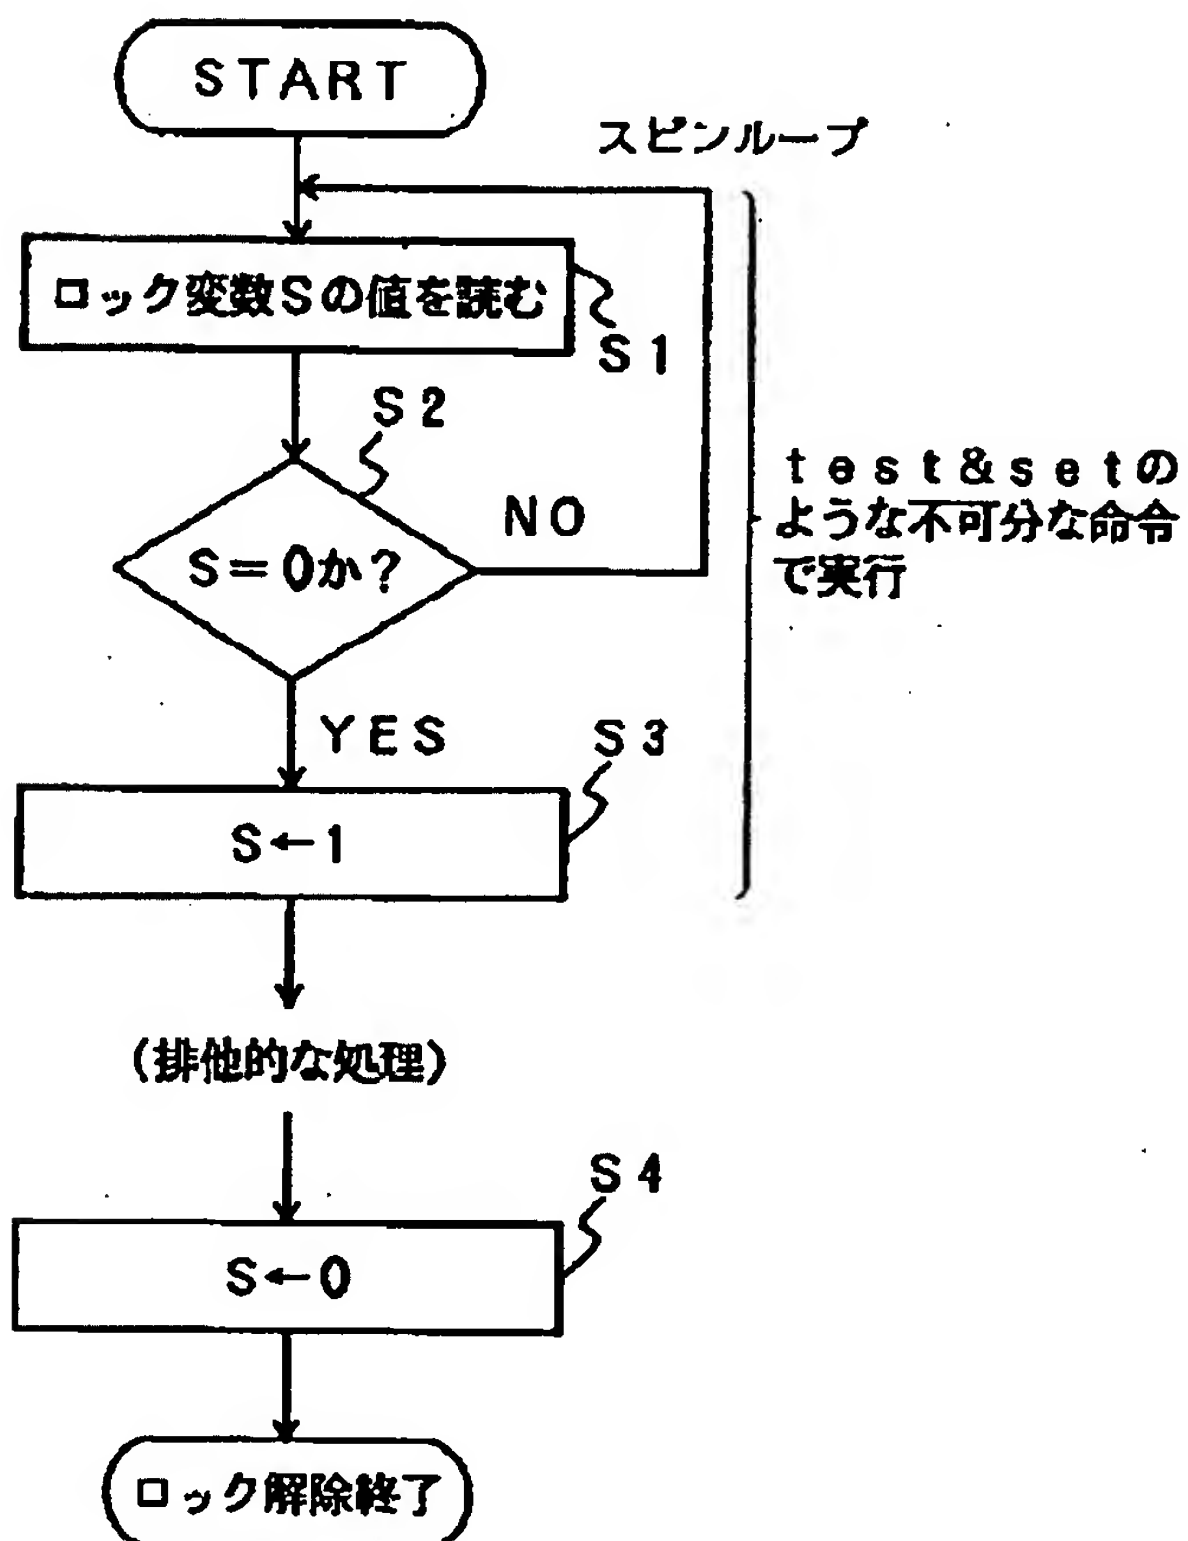 START
スピンループ
ロック変数Sの値を読む
S1
S2
S=0か?
NO
test&setの
ような不可分な命令
で実行
YES
S3
S←1
(排他的な処理)
S4
S←0
ロック解除終了